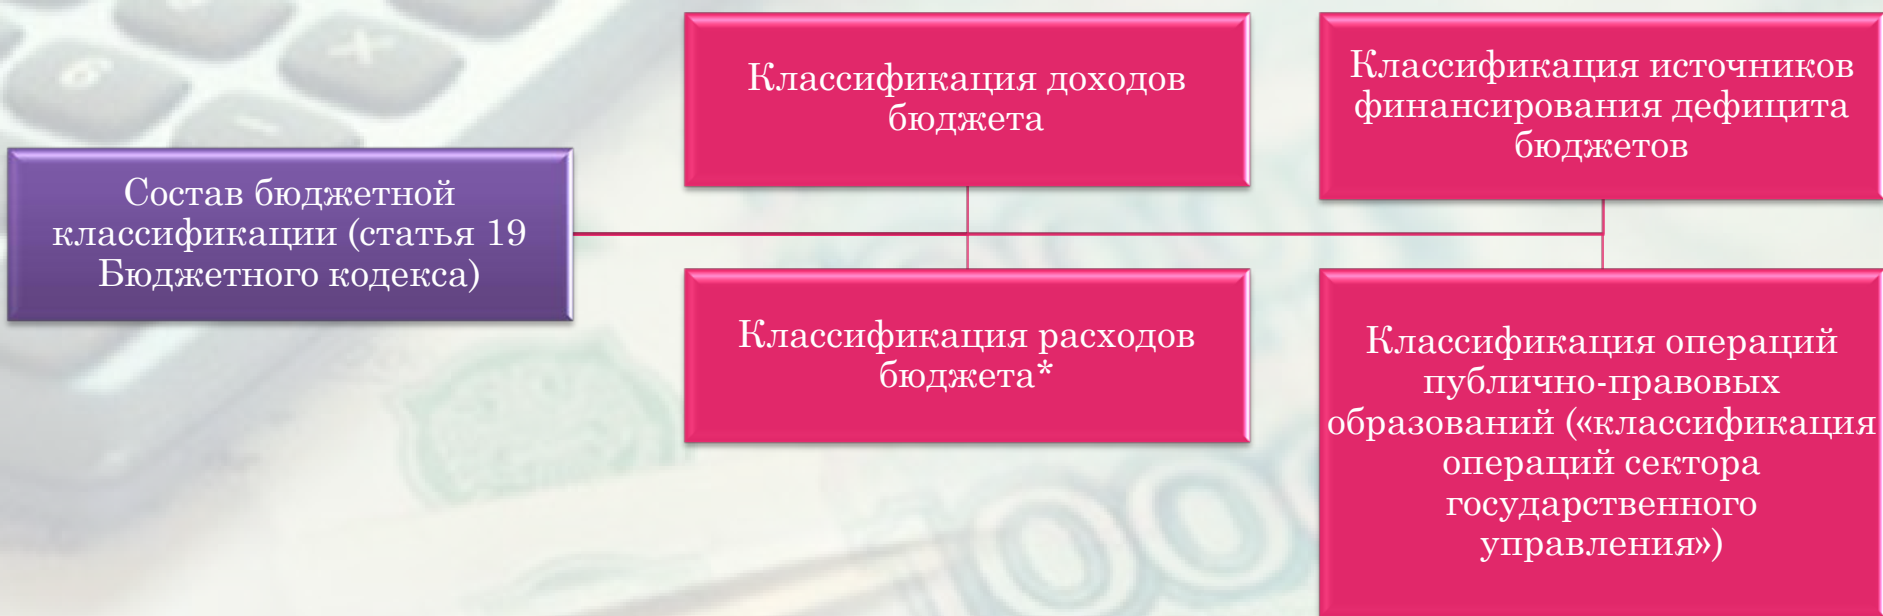 Состав бюджетной
классификации (статья 19
Бюджетного кодекса)
Классификация доходов
бюджета
Классификация источников
финансирования дефицита
бюджетов
Классификация расходов
бюджета*
Классификация операций
публично-правовых
образований («классификация
операций сектора
государственного
управления»)